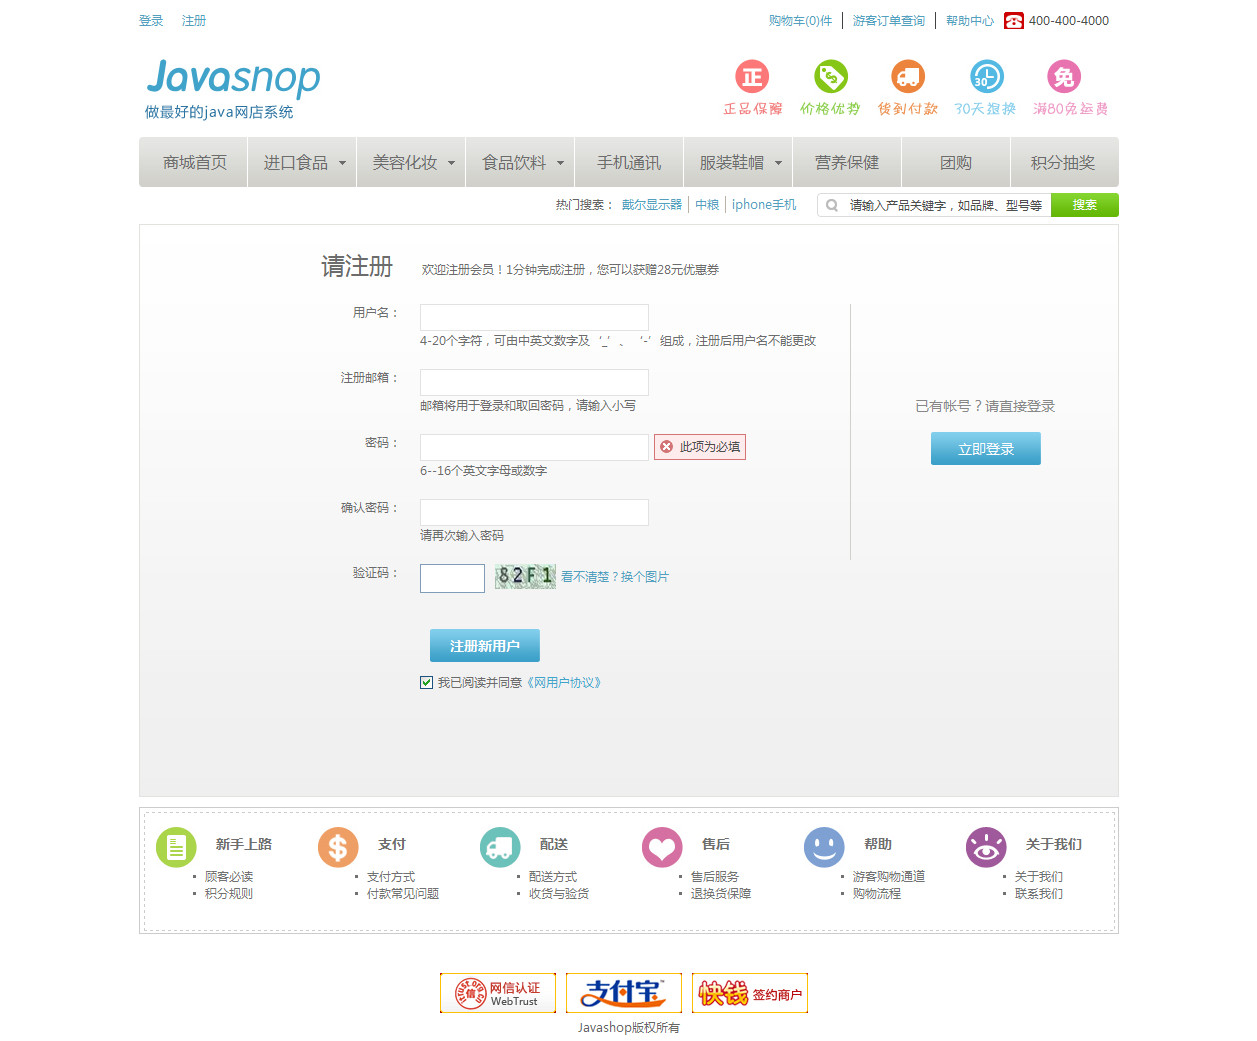 登录 注册 购物车(0)件 游客订单查询 帮助中心 400-400-4000
Javashop
做最好的java网店系统
正 30 免
正品保障 价格优势 货到付款 30天退换 满80免运费
商城首页 进口食品 美容化妆 食品饮料 手机通讯 服装鞋帽 营养保健 团购 积分抽奖
热门搜索： 戴尔显示器 中粮 iphone手机 请输入产品关键字，如品牌、型号等 搜索
请注册 欢迎注册会员！1分钟完成注册，您可以获赠28元优惠券
用户名：
4-20个字符，可由中英文数字及‘_’、‘-’组成，注册后用户名不能更改
注册邮箱：
邮箱将用于登录和取回密码，请输入小写
已有帐号？请直接登录
密码： 此项为必填
立即登录
6--16个英文字母或数字
确认密码：
请再次输入密码
验证码： 82F1 看不清楚？换个图片
注册新用户
我已阅读并同意《网用户协议》
新手上路 支付 配送 售后 帮助 关于我们
顾客必读 支付方式 配送方式 售后服务 游客购物通道 关于我们
积分规则 付款常见问题 收货与验货 退换货保障 购物流程 联系我们
网信认证 WebTrust 支付宝 快钱 签约商户
Javashop版权所有